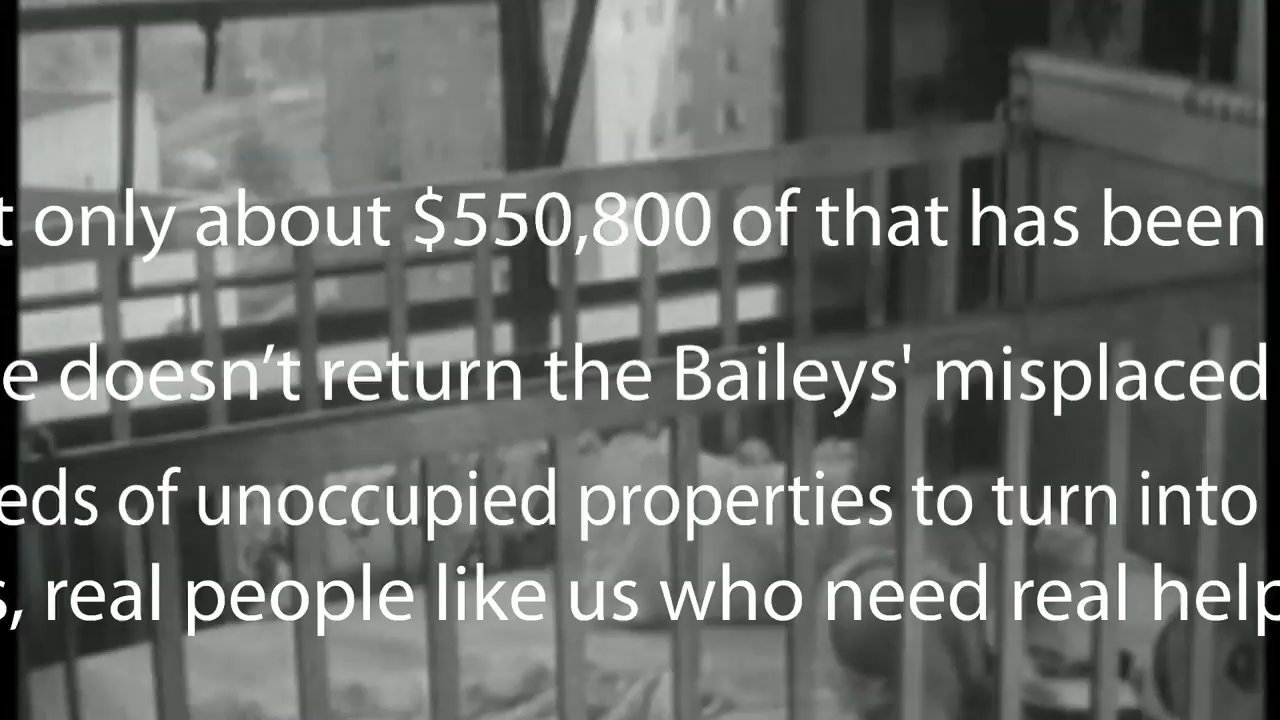 only about $550,800 of that has been
doesn’t return the Baileys' misplaced
of unoccupied properties to turn into
real people like us who need real help